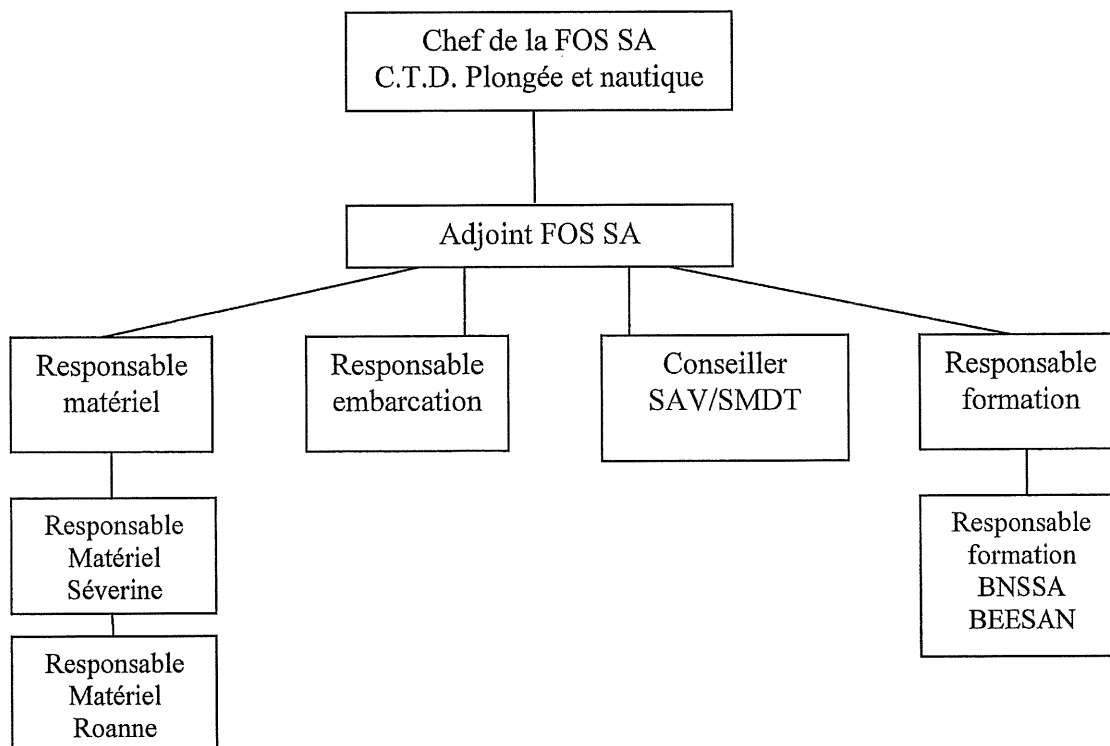 Chef de la FOS SA
C.T.D. Plongée et nautique
Adjoint FOS SA
Responsable
matériel
Responsable
embarcation
Conseiller
SAV/SMDT
Responsable
formation
Responsable
Matériel
Séverine
Responsable
formation
BNSSA
BEESAN
Responsable
Matériel
Roanne